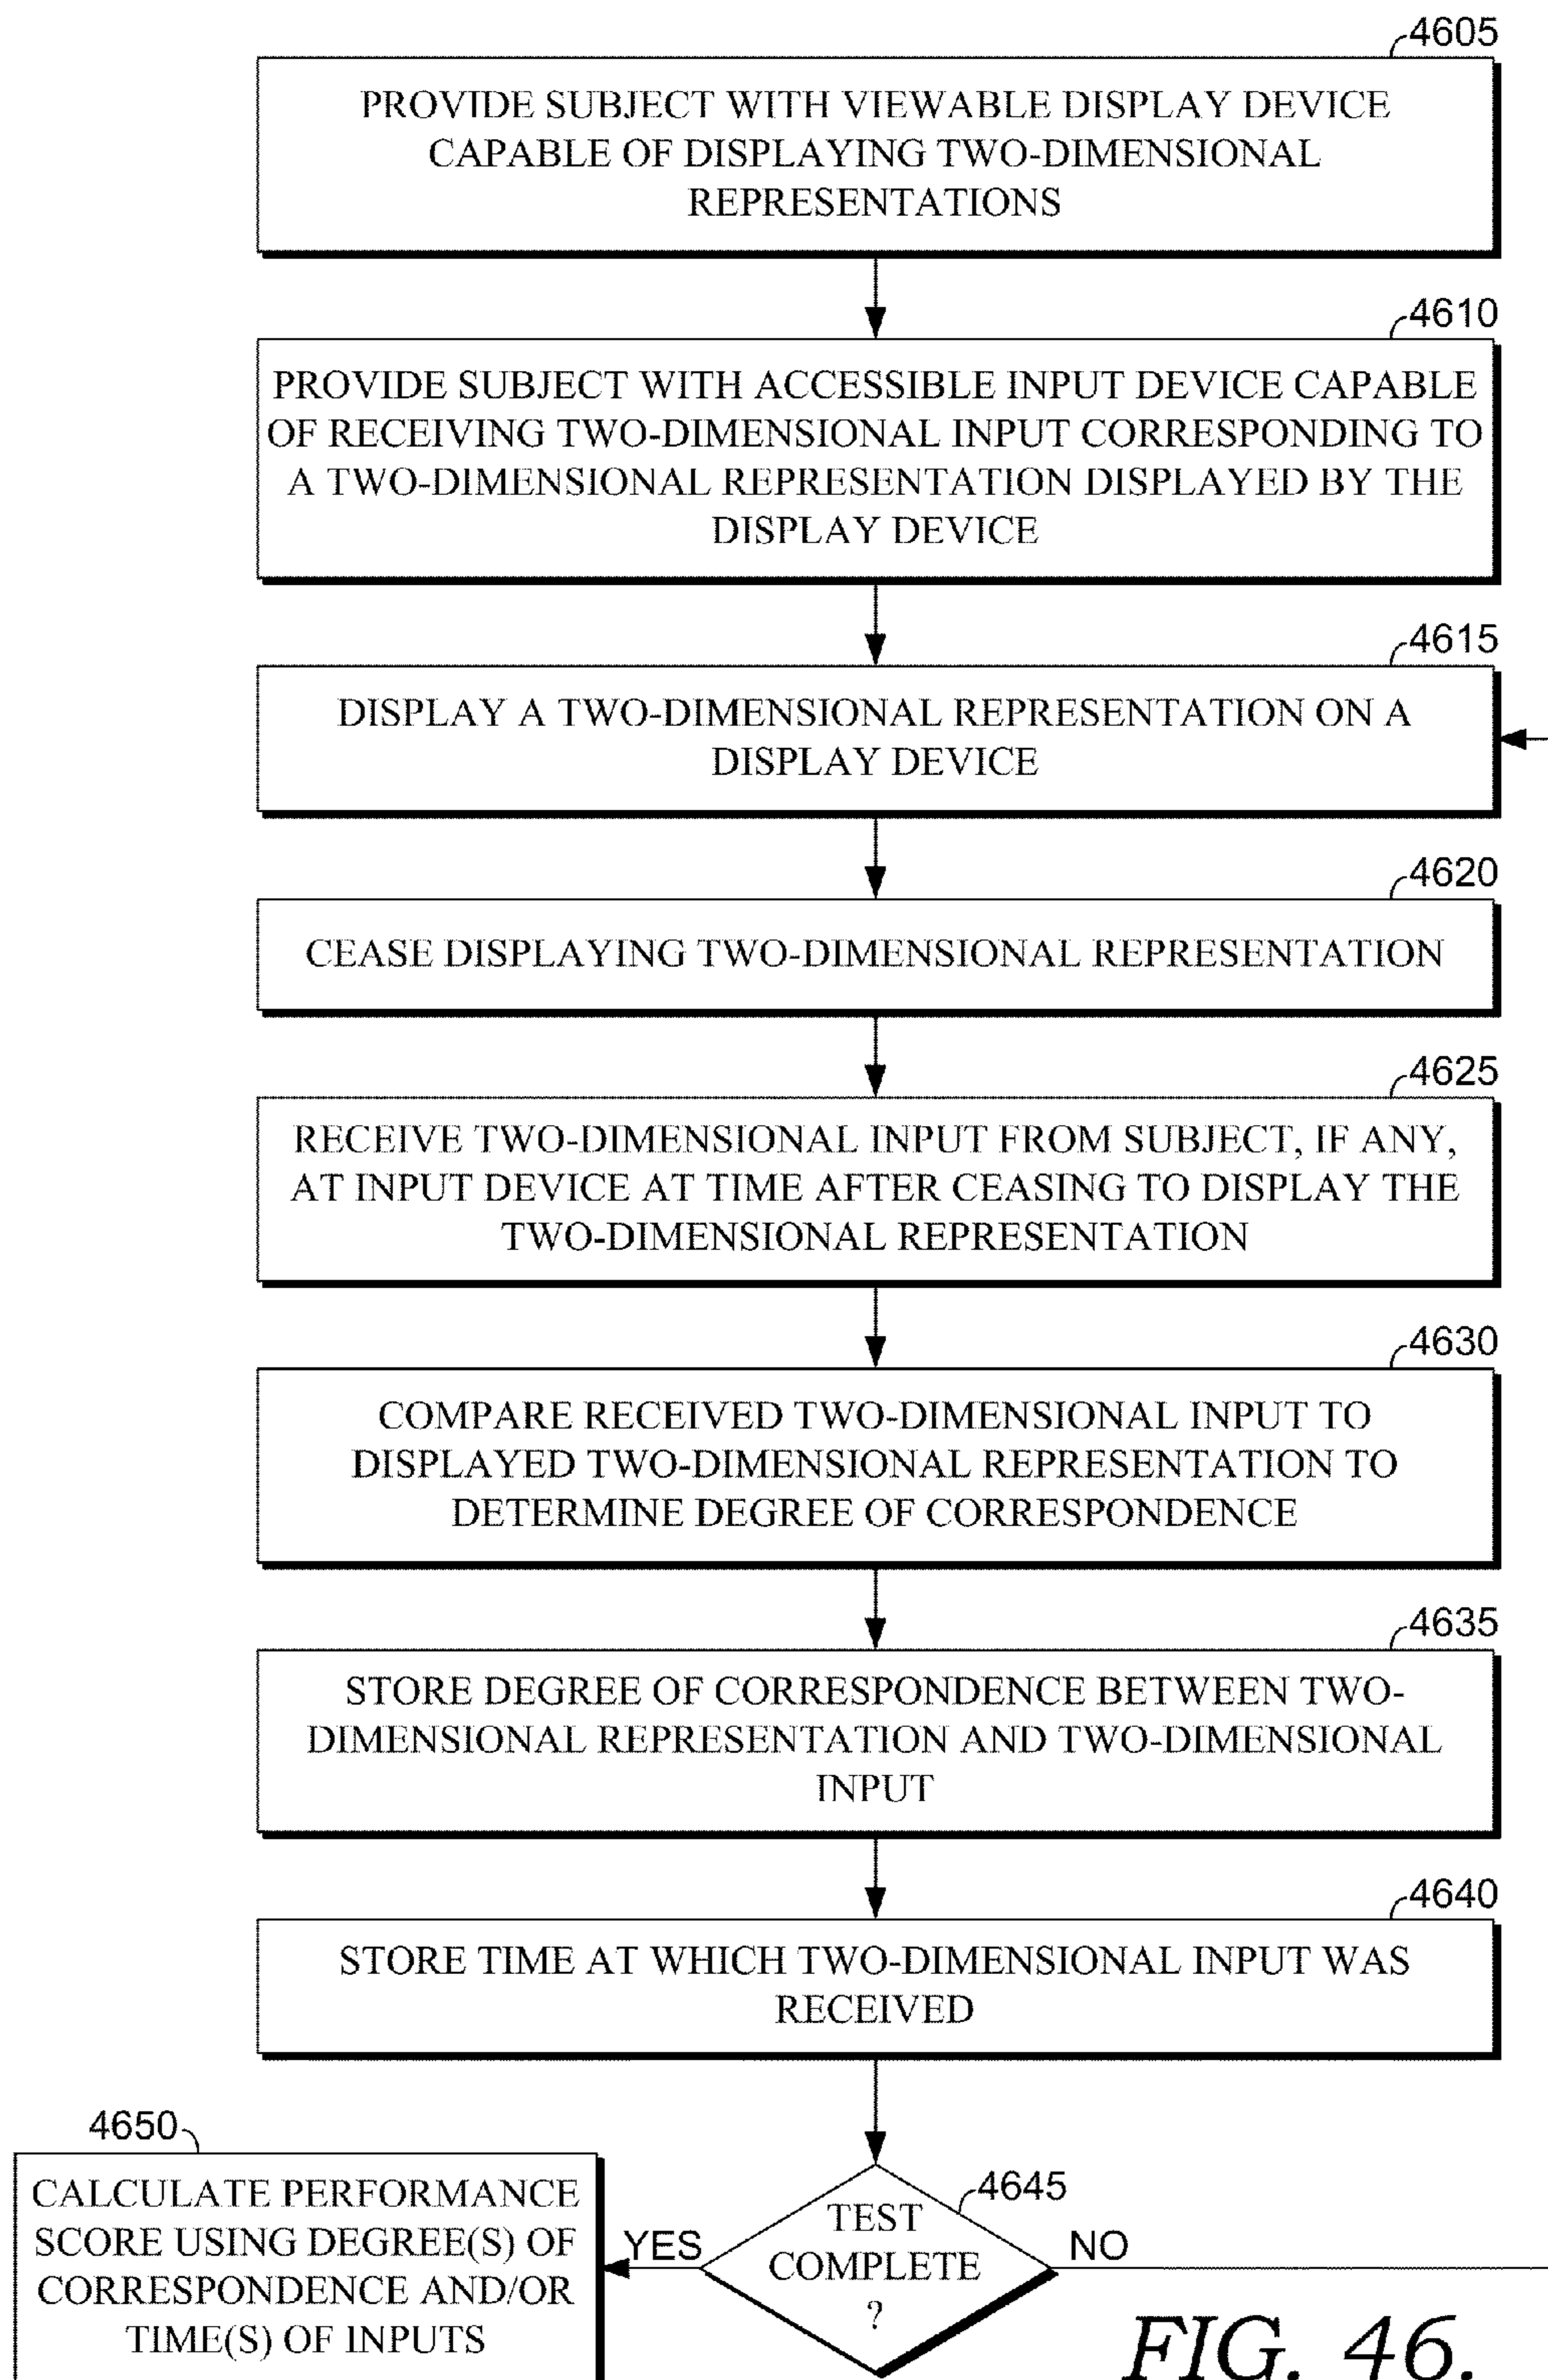 4605
PROVIDE SUBJECT WITH VIEWABLE DISPLAY DEVICE
CAPABLE OF DISPLAYING TWO-DIMENSIONAL
REPRESENTATIONS
4610
PROVIDE SUBJECT WITH ACCESSIBLE INPUT DEVICE CAPABLE
OF RECEIVING TWO-DIMENSIONAL INPUT CORRESPONDING TO
A TWO-DIMENSIONAL REPRESENTATION DISPLAYED BY THE
DISPLAY DEVICE
4615
DISPLAY A TWO-DIMENSIONAL REPRESENTATION ON A
DISPLAY DEVICE
4620
CEASE DISPLAYING TWO-DIMENSIONAL REPRESENTATION
4625
RECEIVE TWO-DIMENSIONAL INPUT FROM SUBJECT, IF ANY,
AT INPUT DEVICE AT TIME AFTER CEASING TO DISPLAY THE
TWO-DIMENSIONAL REPRESENTATION
4630
COMPARE RECEIVED TWO-DIMENSIONAL INPUT TO
DISPLAYED TWO-DIMENSIONAL REPRESENTATION TO
DETERMINE DEGREE OF CORRESPONDENCE
4635
STORE DEGREE OF CORRESPONDENCE BETWEEN TWO-
DIMENSIONAL REPRESENTATION AND TWO-DIMENSIONAL
INPUT
4640
STORE TIME AT WHICH TWO-DIMENSIONAL INPUT WAS
RECEIVED
4645
TEST
COMPLETE
?
YES
NO
4650
CALCULATE PERFORMANCE
SCORE USING DEGREE(S) OF
CORRESPONDENCE AND/OR
TIME(S) OF INPUTS
FIG. 46.